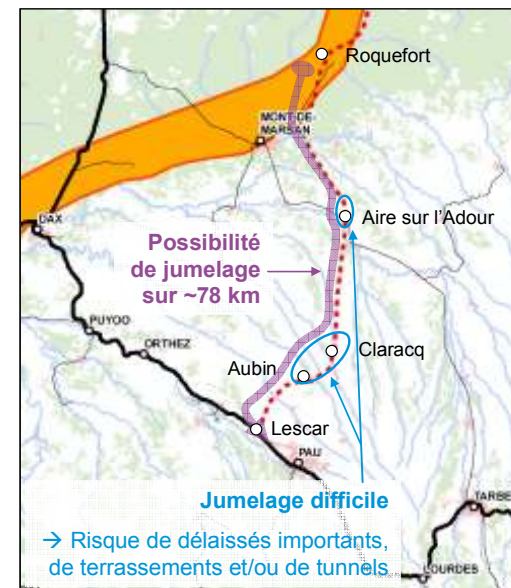 Roquefort
MONT-DE-
MARSAN
Aire sur l'Adour
DAX
Possibilité
de jumelage
sur ~78 km
PUYOO
ORTHEZ
Claracq
Aubin
Lescar
PAU
Jumelage difficile
TARBE
→ Risque de délaissés importants,
de terrassements et/ou de tunnels
LOURDES